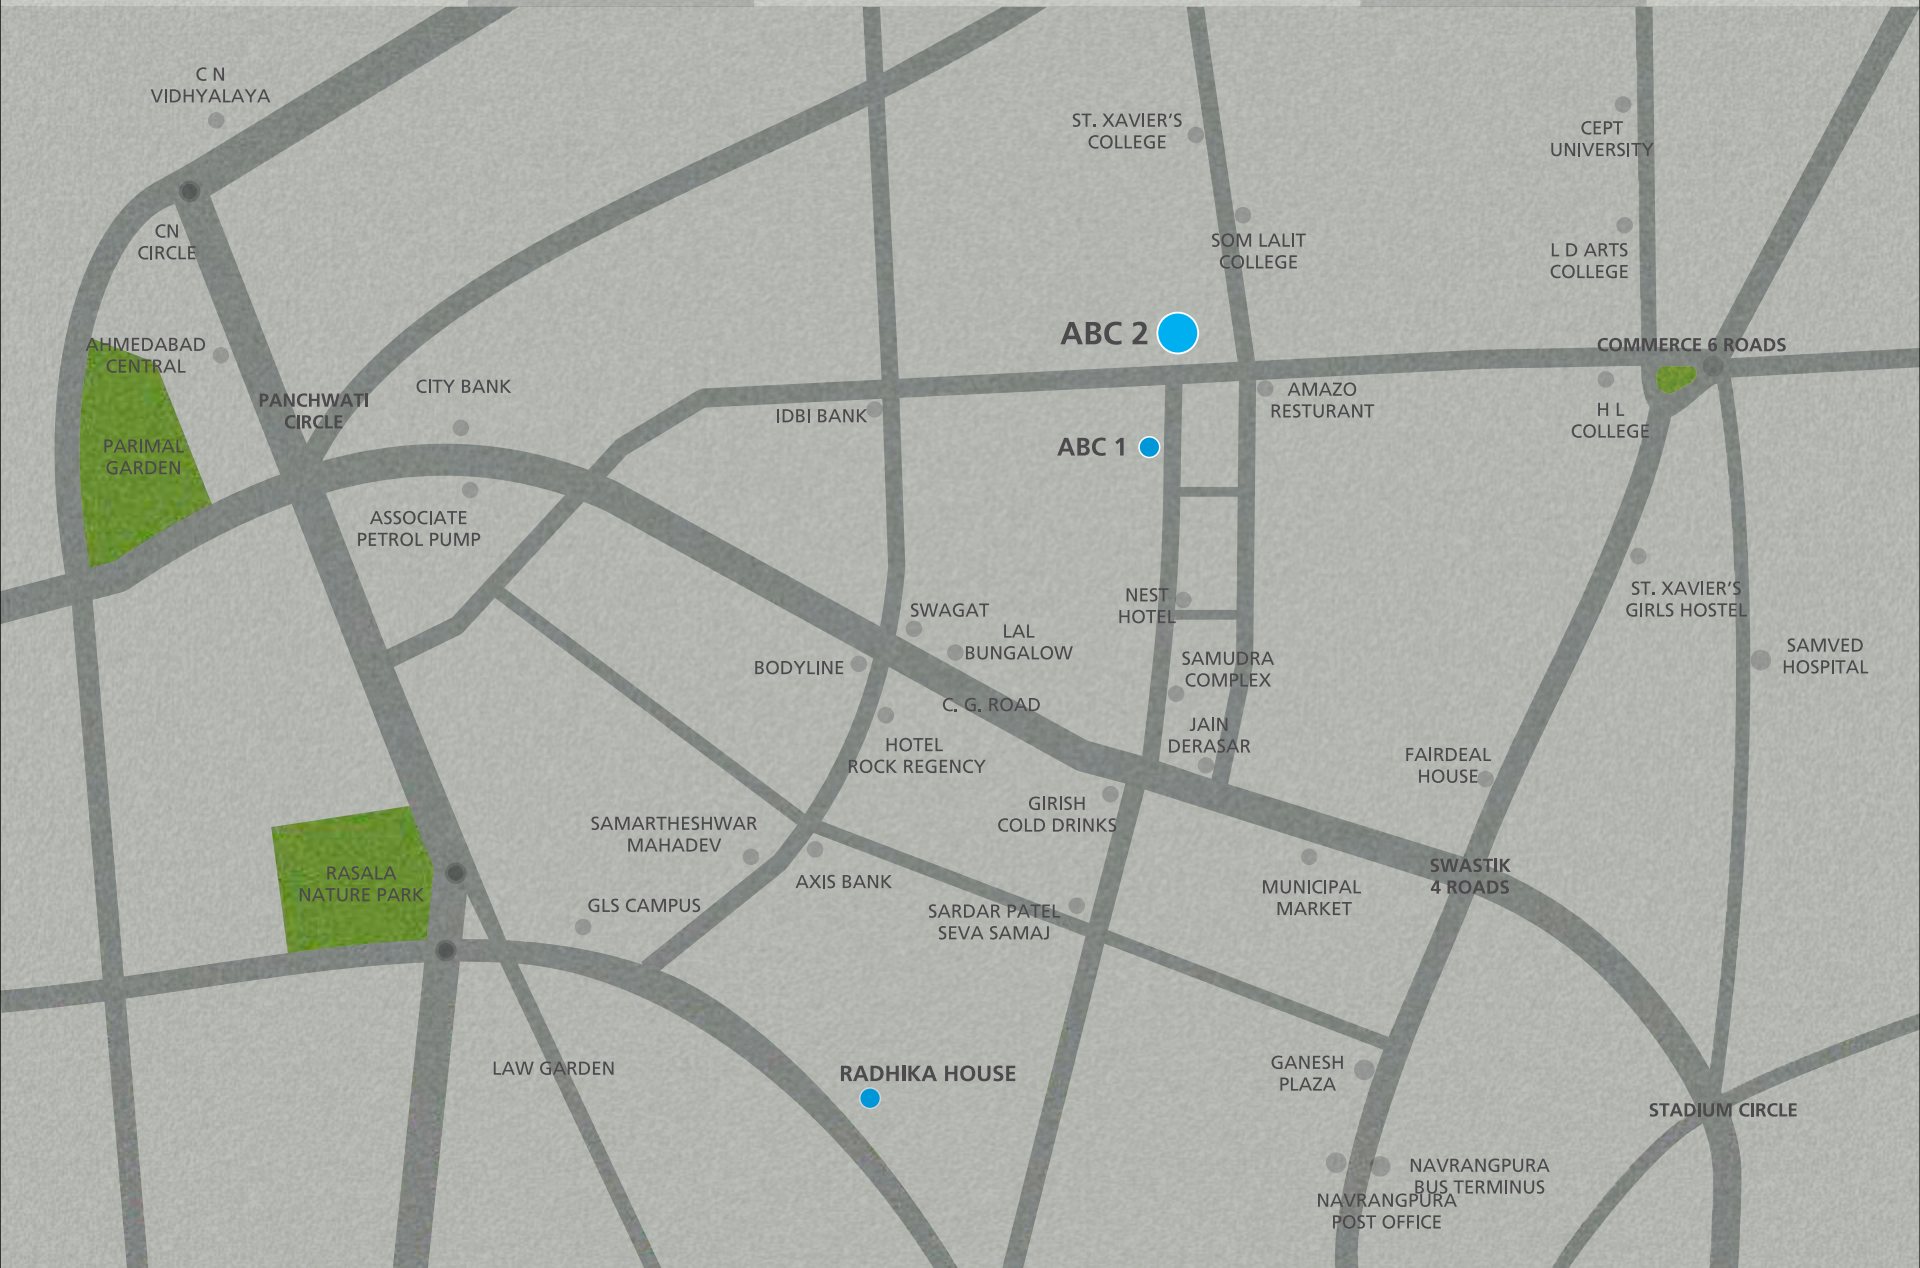 C N
VIDHYALAYA
ST. XAVIER'S
COLLEGE
CEPT
UNIVERSITY
CN
CIRCLE
SOM LALIT
COLLEGE
L D ARTS
COLLEGE
ABC 2
AHMEDABAD
CENTRAL
COMMERCE 6 ROADS
PANCHWATI
CIRCLE
CITY BANK
IDBI BANK
AMAZO
RESTURANT
H L
COLLEGE
PARIMAL
GARDEN
ABC 1
ASSOCIATE
PETROL PUMP
NEST
HOTEL
ST. XAVIER'S
GIRLS HOSTEL
SWAGAT
LAL
BUNGALOW
BODYLINE
SAMUDRA
COMPLEX
SAMVED
HOSPITAL
C. G. ROAD
JAIN
DERASAR
HOTEL
ROCK REGENCY
FAIRDEAL
HOUSE
GIRISH
COLD DRINKS
SAMARTHESHWAR
MAHADEV
RASALA
NATURE PARK
AXIS BANK
SWASTIK
4 ROADS
MUNICIPAL
MARKET
GLS CAMPUS
SARDAR PATEL
SEVA SAMAJ
LAW GARDEN
RADHIKA HOUSE
GANESH
PLAZA
STADIUM CIRCLE
NAVRANGPURA
BUS TERMINUS
NAVRANGPURA
POST OFFICE